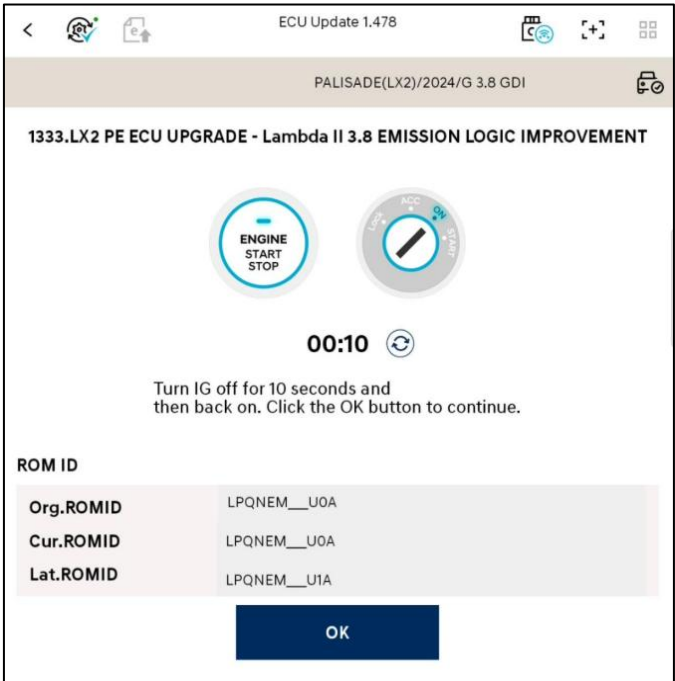 ECU Update 1.478
PALISADE(LX2)/2024/G 3.8 GDI
1333.LX2 PE ECU UPGRADE - Lambda II 3.8 EMISSION LOGIC IMPROVEMENT
ENGINE
START
STOP
Lock
ACC
ON
START
00:10
Turn IG off for 10 seconds and
then back on. Click the OK button to continue.
ROM ID
Org.ROMID LPQNEM__U0A
Cur.ROMID LPQNEM__U0A
Lat.ROMID LPQNEM__U1A
OK